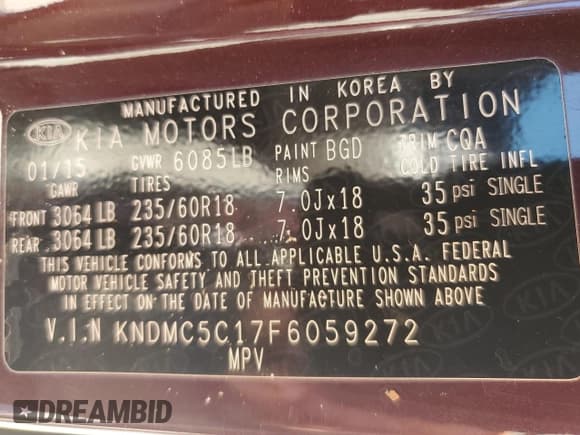 MANUFACTURED IN KOREA BY
KIA KIA MOTORS CORPORATION
01/15 GVWR 6085LB PAINT BGD TRIM CQA
GAWR TIRES RIMS COLD TIRE INFL
FRONT 3064 LB 235/60R18 7.0Jx18 35 psi SINGLE
REAR 3064 LB 235/60R18 7.0Jx18 35 psi SINGLE
THIS VEHICLE CONFORMS TO ALL APPLICABLE U.S.A. FEDERAL
MOTOR VEHICLE SAFETY AND THEFT PREVENTION STANDARDS
IN EFFECT ON THE DATE OF MANUFACTURE SHOWN ABOVE
V.I.N KNDMC5C17F6059272
MPV
DREAMBID